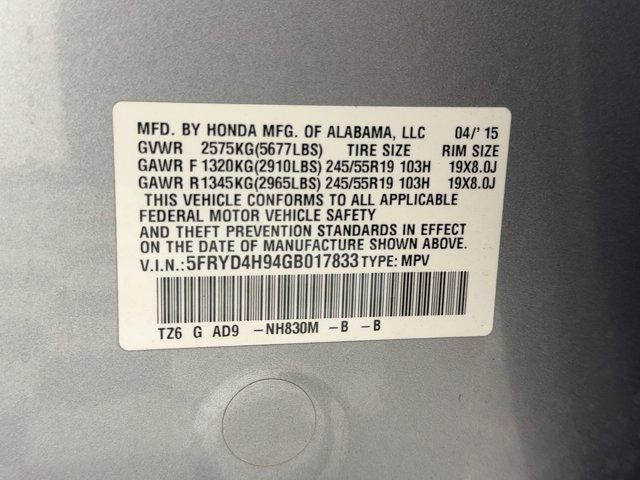 MFD. BY HONDA MFG. OF ALABAMA, LLC 04/'15
GVWR 2575KG(5677LBS) TIRE SIZE RIM SIZE
GAWR F 1320KG(2910LBS) 245/55R19 103H 19X8.0J
GAWR R1345KG(2965LBS) 245/55R19 103H 19X8.0J
THIS VEHICLE CONFORMS TO ALL APPLICABLE
FEDERAL MOTOR VEHICLE SAFETY
AND THEFT PREVENTION STANDARDS IN EFFECT
ON THE DATE OF MANUFACTURE SHOWN ABOVE.
V.I.N.:5FRYD4H94GB017833 TYPE: MPV
TZ6 G AD9 -NH830M -B -B